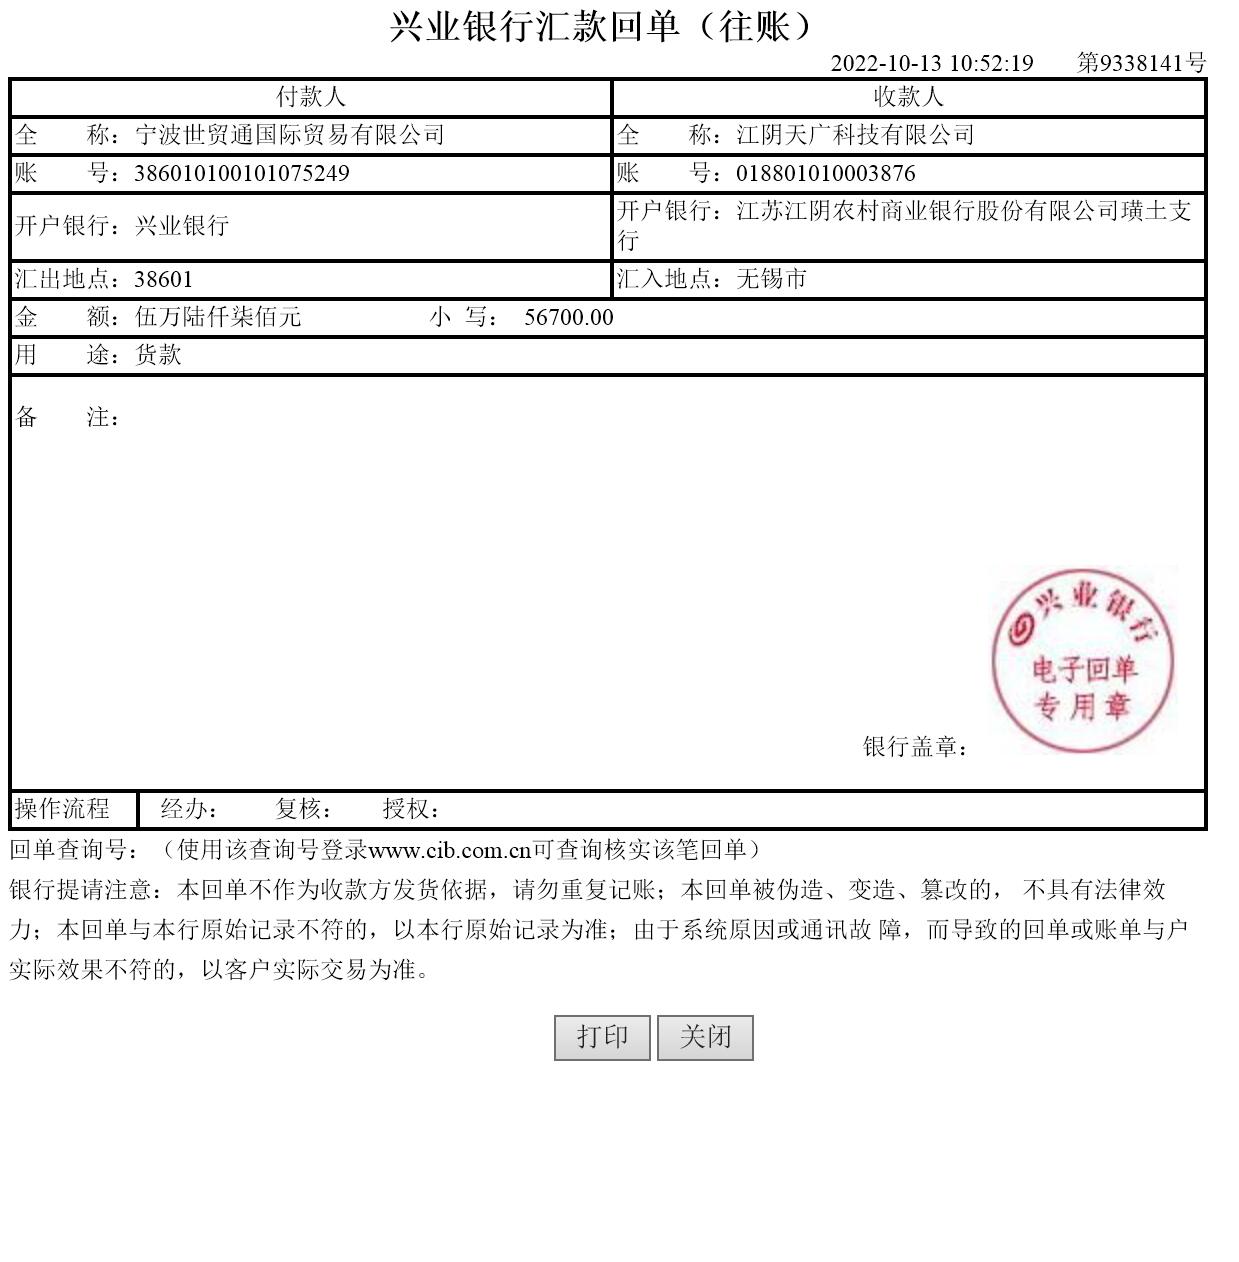 兴业银行汇款回单（往账）
2022-10-13 10:52:19 第9338141号
付款人 收款人
全 称：宁波世贸通国际贸易有限公司 全 称：江阴天广科技有限公司
账 号：386010100101075249 账 号：018801010003876
开户银行：兴业银行 开户银行：江苏江阴农村商业银行股份有限公司璜土支
行
汇出地点：38601 汇入地点：无锡市
金 额：伍万陆仟柒佰元 小 写： 56700.00
用 途：货款
备 注：
兴业银行
电子回单
专用章
银行盖章：
操作流程 经办： 复核： 授权：
回单查询号：（使用该查询号登录www.cib.com.cn可查询核实该笔回单）
银行提请注意：本回单不作为收款方发货依据，请勿重复记账；本回单被伪造、变造、篡改的， 不具有法律效
力；本回单与本行原始记录不符的，以本行原始记录为准；由于系统原因或通讯故 障，而导致的回单或账单与户
实际效果不符的，以客户实际交易为准。
打印 关闭